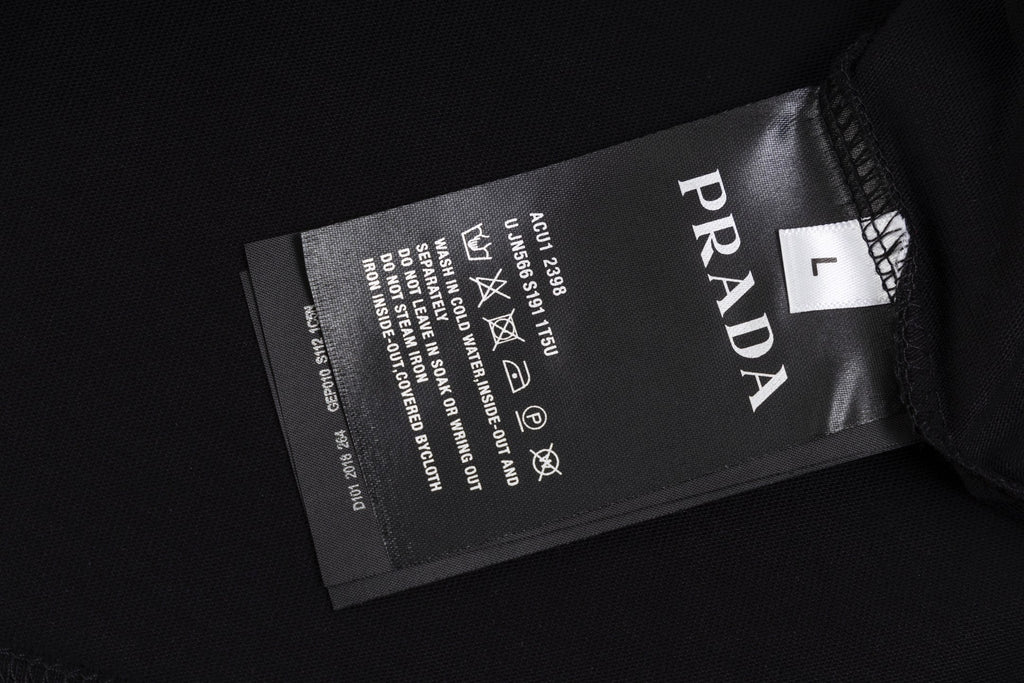 L
PRADA
ACU1 2398
U JN566 S191 1T5U
WASH IN COLD WATER,INSIDE-OUT AND
SEPARATELY
DO NOT LEAVE IN SOAK OR WRING OUT
DO NOT STEAM IRON
IRON INSIDE-OUT,COVERED BYCLOTH
GEP010 S112
D101 2018 264